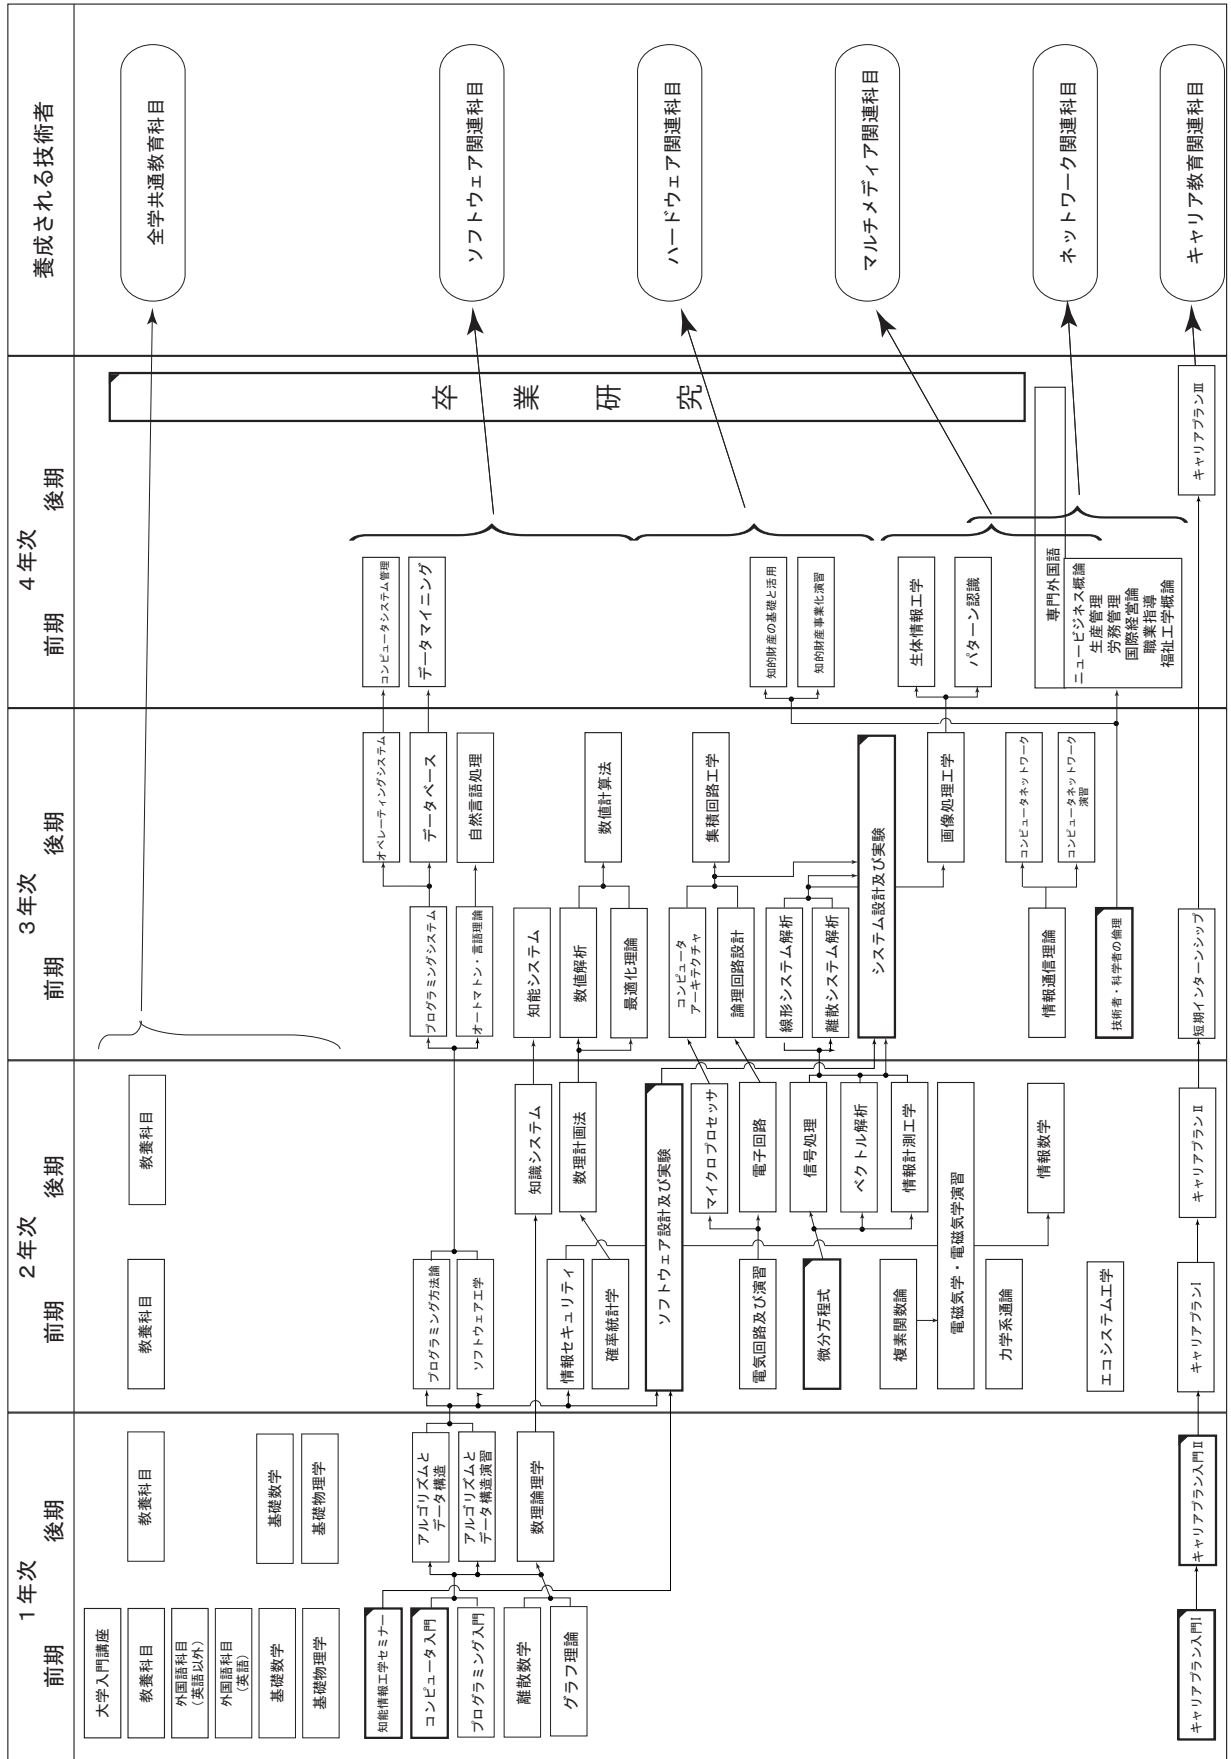 1年次
2年次
3年次
4年次
養成される技術者
前期
後期
前期
後期
前期
後期
前期
後期
大学入門講座
教養科目
外国語科目
（英語以外）
外国語科目
（英語）
基礎数学
基礎物理学
知能情報工学セミナー
コンピュータ入門
プログラミング入門
離散数学
グラフ理論
キャリアプラン入門Ⅰ
教養科目
基礎数学
基礎物理学
アルゴリズムと
データ構造
アルゴリズムと
データ構造演習
数理論理学
キャリアプラン入門Ⅱ
教養科目
プログラミング方法論
ソフトウェア工学
情報セキュリティ
確率統計学
ソフトウェア設計及び実験
電気回路及び演習
微分方程式
複素関数論
電磁気学・電磁気学演習
力学系通論
エコシステム工学
キャリアプランⅠ
教養科目
知識システム
数理計画法
マイクロプロセッサ
電子回路
信号処理
ベクトル解析
情報計測工学
情報数学
キャリアプランⅡ
プログラミングシステム
オートマトン・言語理論
知能システム
数値解析
最適化理論
コンピュータ
アーキテクチャ
論理回路設計
線形システム解析
離散システム解析
システム設計及び実験
情報通信理論
技術者・科学者の倫理
短期インターンシップ
オペレーティングシステム
データベース
自然言語処理
数値計算法
集積回路工学
画像処理工学
コンピュータネットワーク
コンピュータネットワーク
演習
コンピュータシステム管理
データマイニング
知的財産の基礎と活用
知的財産事業化演習
生体情報工学
パターン認識
専門外国語
ニュービジネス概論
生産管理
労務管理
国際経営論
職業指導
福祉工学概論
卒業研究
キャリアプランⅢ
全学共通教育科目
ソフトウェア関連科目
ハードウェア関連科目
マルチメディア関連科目
ネットワーク関連科目
キャリア教育関連科目